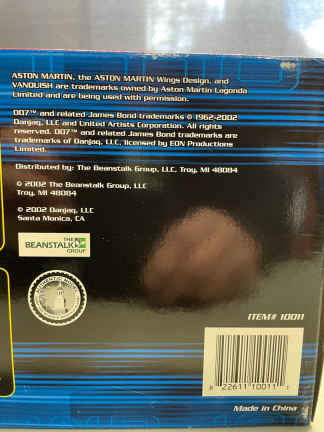 ASTON MARTIN, the ASTON MARTIN Wings Design, and
VANQUISH are trademarks owned by Aston Martin Lagonda
Limited and are being used with permission.
007™ and related James Bond trademarks © 1962-2002
Danjaq, LLC and United Artists Corporation. All rights
reserved. 007™ and related James Bond trademarks are
trademarks of Danjaq, LLC, licensed by EON Productions
Limited.
Distributed by: The Beanstalk Group, LLC, Troy, MI 48084
© 2002 The Beanstalk Group, LLC
Troy, MI 48084
© 2002 Danjaq, LLC
Santa Monica, CA
THE
BEANSTALK
GROUP
ITEM# 10011
22611 10011
Made in China